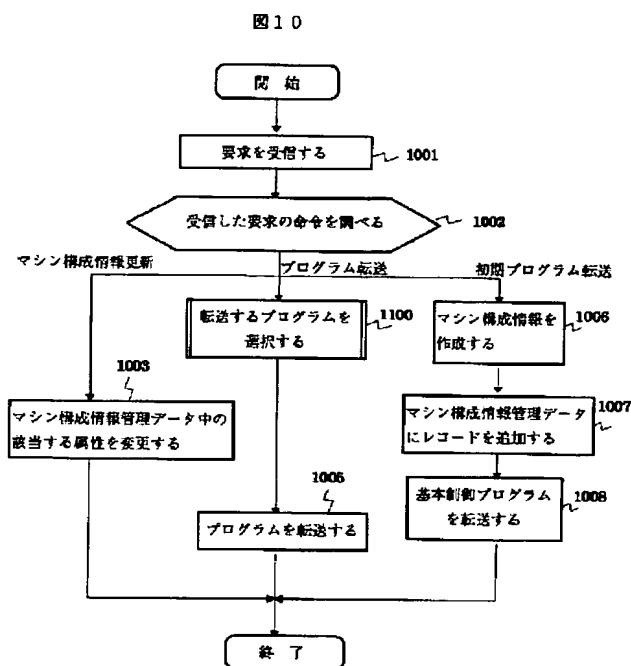 図10
開 始
要求を受信する
1001
受信した要求の命令を調べる
1002
マシン構成情報更新
プログラム転送
初期プログラム転送
転送するプログラムを
選択する
1100
マシン構成情報を
作成する
1006
1003
マシン構成情報管理データ中の
該当する属性を変更する
マシン構成情報管理データ
にレコードを追加する
1007
1005
プログラムを転送する
基本制御プログラム
を転送する
1008
終 了